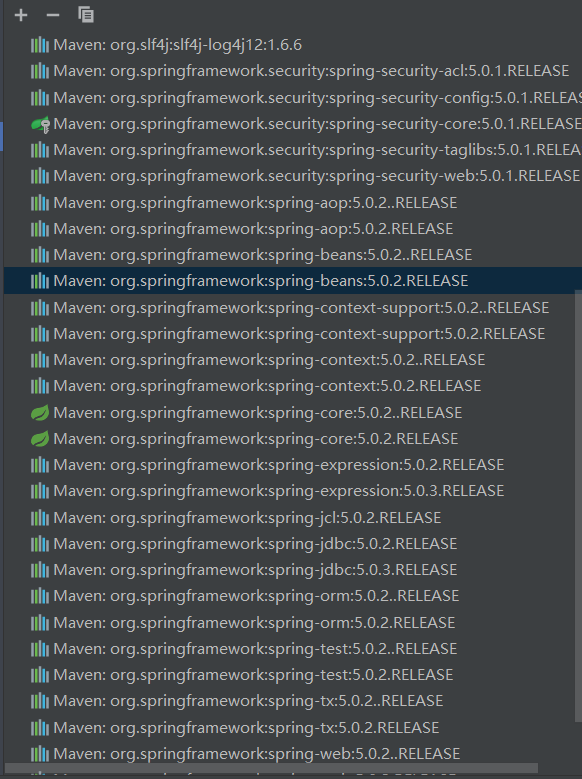 Maven: org.slf4j:slf4j-log4j12:1.6.6
Maven: org.springframework.security:spring-security-acl:5.0.1.RELEASE
Maven: org.springframework.security:spring-security-config:5.0.1.RELEAS
Maven: org.springframework.security:spring-security-core:5.0.1.RELEASE
Maven: org.springframework.security:spring-security-taglibs:5.0.1.RELEA
Maven: org.springframework.security:spring-security-web:5.0.1.RELEASE
Maven: org.springframework:spring-aop:5.0.2..RELEASE
Maven: org.springframework:spring-aop:5.0.2.RELEASE
Maven: org.springframework:spring-beans:5.0.2..RELEASE
Maven: org.springframework:spring-beans:5.0.2.RELEASE
Maven: org.springframework:spring-context-support:5.0.2..RELEASE
Maven: org.springframework:spring-context-support:5.0.2.RELEASE
Maven: org.springframework:spring-context:5.0.2..RELEASE
Maven: org.springframework:spring-context:5.0.2.RELEASE
Maven: org.springframework:spring-core:5.0.2..RELEASE
Maven: org.springframework:spring-core:5.0.2.RELEASE
Maven: org.springframework:spring-expression:5.0.2.RELEASE
Maven: org.springframework:spring-expression:5.0.3.RELEASE
Maven: org.springframework:spring-jcl:5.0.2.RELEASE
Maven: org.springframework:spring-jdbc:5.0.2.RELEASE
Maven: org.springframework:spring-jdbc:5.0.3.RELEASE
Maven: org.springframework:spring-orm:5.0.2..RELEASE
Maven: org.springframework:spring-orm:5.0.2.RELEASE
Maven: org.springframework:spring-test:5.0.2..RELEASE
Maven: org.springframework:spring-test:5.0.2.RELEASE
Maven: org.springframework:spring-tx:5.0.2..RELEASE
Maven: org.springframework:spring-tx:5.0.2.RELEASE
Maven: org.springframework:spring-web:5.0.2..RELEASE